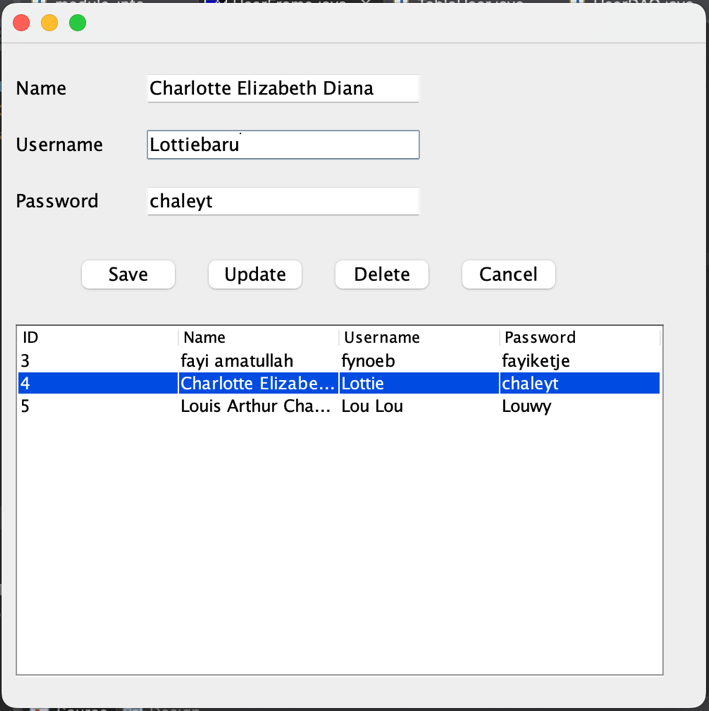 Name Charlotte Elizabeth Diana
Username Lottiebaru
Password chaleyt
Save Update Delete Cancel
ID Name Username Password
3 fayi amatullah fynoeb fayiketje
4 Charlotte Elizabe... Lottie chaleyt
5 Louis Arthur Cha... Lou Lou Louwy